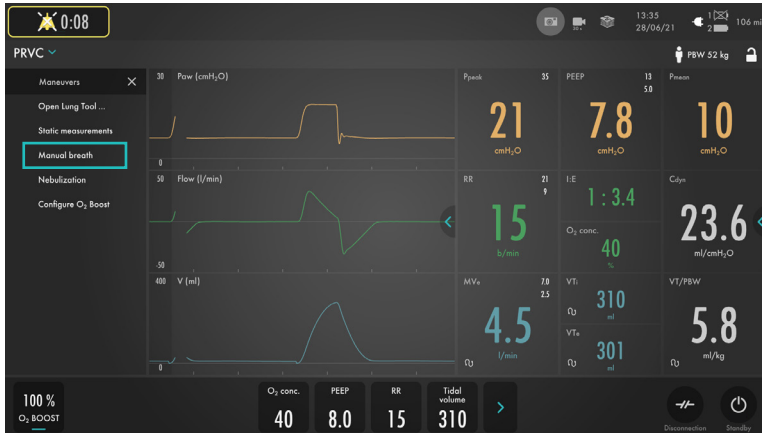 0:08
13:35
28/06/21
1
2
106 mi
PRVC
PBW 52 kg
Maneuvers
Open Lung Tool ...
Static measurements
Manual breath
Nebulization
Configure O₂ Boost
30 Paw (cmH₂O)
0
50 Flow (l/min)
-50
400 V (ml)
0
Ppeak 35
21
cmH₂O
PEEP 13
5.0
7.8
cmH₂O
Pmean
10
cmH₂O
RR 21
9
15
b/min
I:E
1 : 3.4
O₂ conc.
40
%
Cdyn
23.6
ml/cmH₂O
MVe 7.0
2.5
4.5
l/min
VTi
310
ml
VTe
301
ml
VT/PBW
5.8
ml/kg
100 %
O₂ BOOST
O₂ conc.
40
PEEP
8.0
RR
15
Tidal
volume
310
Disconnection
Standby